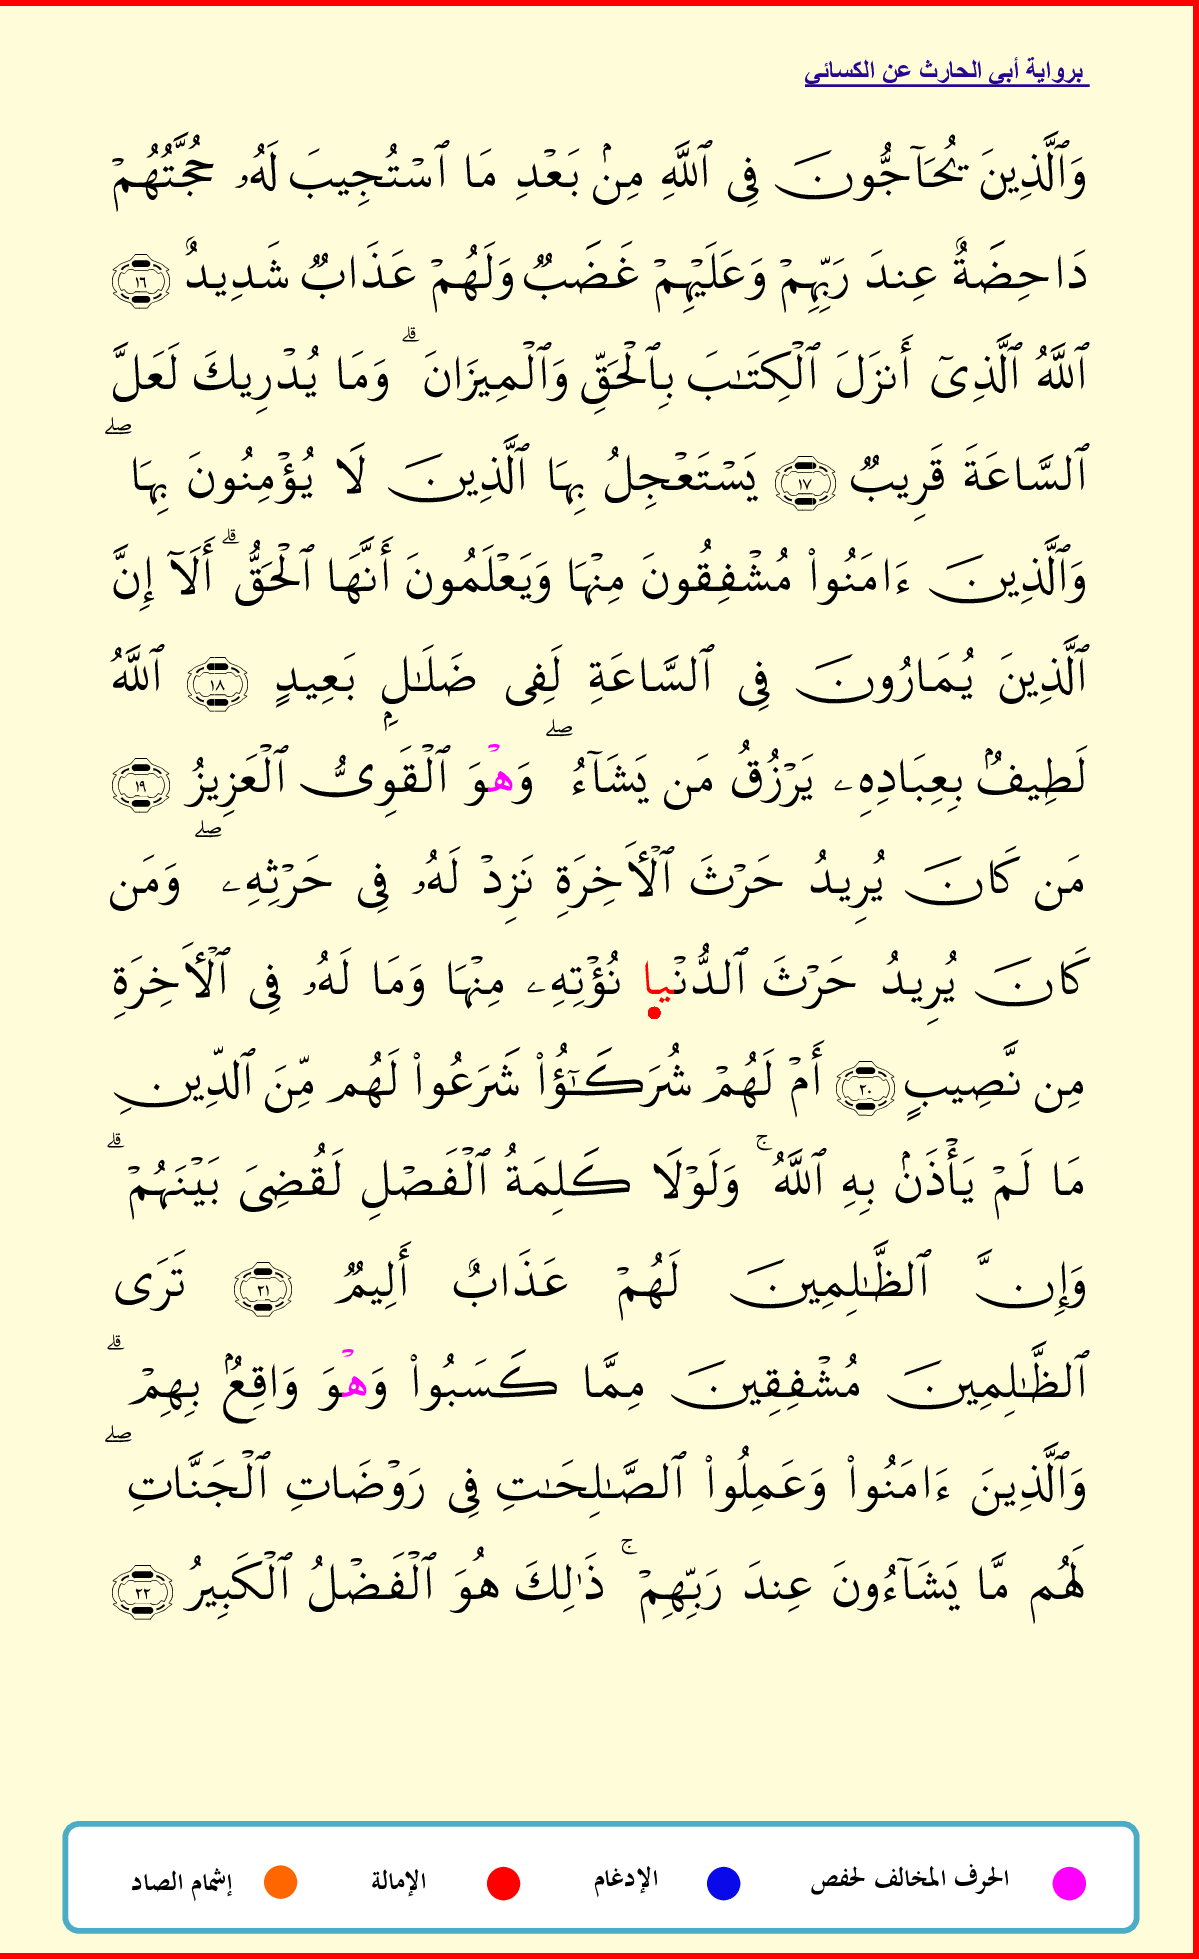 برواية أبي الحارث عن الكسائي
وَٱلَّذِينَ يُحَآجُّونَ فِى ٱللَّهِ مِنۢ بَعۡدِ مَا ٱسۡتُجِيبَ لَهُۥ حُجَّتُهُمۡ
دَاحِضَةٌ عِندَ رَبِّهِمۡ وَعَلَيۡهِمۡ غَضَبٞ وَلَهُمۡ عَذَابٞ شَدِيدٌ ١٦
ٱللَّهُ ٱلَّذِىٓ أَنزَلَ ٱلۡكِتَٰبَ بِٱلۡحَقِّ وَٱلۡمِيزَانَۗ وَمَا يُدۡرِيكَ لَعَلَّ
ٱلسَّاعَةَ قَرِيبٞ ١٧ يَسۡتَعۡجِلُ بِهَا ٱلَّذِينَ لَا يُؤۡمِنُونَ بِهَاۖ
وَٱلَّذِينَ ءَامَنُواْ مُشۡفِقُونَ مِنۡهَا وَيَعۡلَمُونَ أَنَّهَا ٱلۡحَقُّۗ أَلَآ إِنَّ
ٱلَّذِينَ يُمَارُونَ فِى ٱلسَّاعَةِ لَفِى ضَلَٰلِۭ بَعِيدٍ ١٨ ٱللَّهُ
لَطِيفُۢ بِعِبَادِهِۦ يَرۡزُقُ مَن يَشَآءُۖ وَهۡوَ ٱلۡقَوِىُّ ٱلۡعَزِيزُ ١٩
مَن كَانَ يُرِيدُ حَرۡثَ ٱلۡأَخِرَةِ نَزِدۡ لَهُۥ فِى حَرۡثِهِۦۖ وَمَن
كَانَ يُرِيدُ حَرۡثَ ٱلدُّنۡيا نُؤۡتِهِۦ مِنۡهَا وَمَا لَهُۥ فِى ٱلۡأَخِرَةِ
مِن نَّصِيبٍ ٢٠ أَمۡ لَهُمۡ شُرَكَٰٓؤُاْ شَرَعُواْ لَهُم مِّنَ ٱلدِّينِ
مَا لَمۡ يَأۡذَنۢ بِهِ ٱللَّهُۚ وَلَوۡلَا كَلِمَةُ ٱلۡفَصۡلِ لَقُضِىَ بَيۡنَهُمۡۗ
وَإِنَّ ٱلظَّٰلِمِينَ لَهُمۡ عَذَابٌ أَلِيمٞ ٢١ تَرَى
ٱلظَّٰلِمِينَ مُشۡفِقِينَ مِمَّا كَسَبُواْ وَهۡوَ وَاقِعُۢ بِهِمۡۗ
وَٱلَّذِينَ ءَامَنُواْ وَعَمِلُواْ ٱلصَّٰلِحَٰتِ فِى رَوۡضَاتِ ٱلۡجَنَّاتِۖ
لَهُم مَّا يَشَآءُونَ عِندَ رَبِّهِمۡۚ ذَٰلِكَ هُوَ ٱلۡفَضۡلُ ٱلۡكَبِيرُ ٢٢
الحرف المخالف لحفص الإدغام الإمالة إشمام الصاد